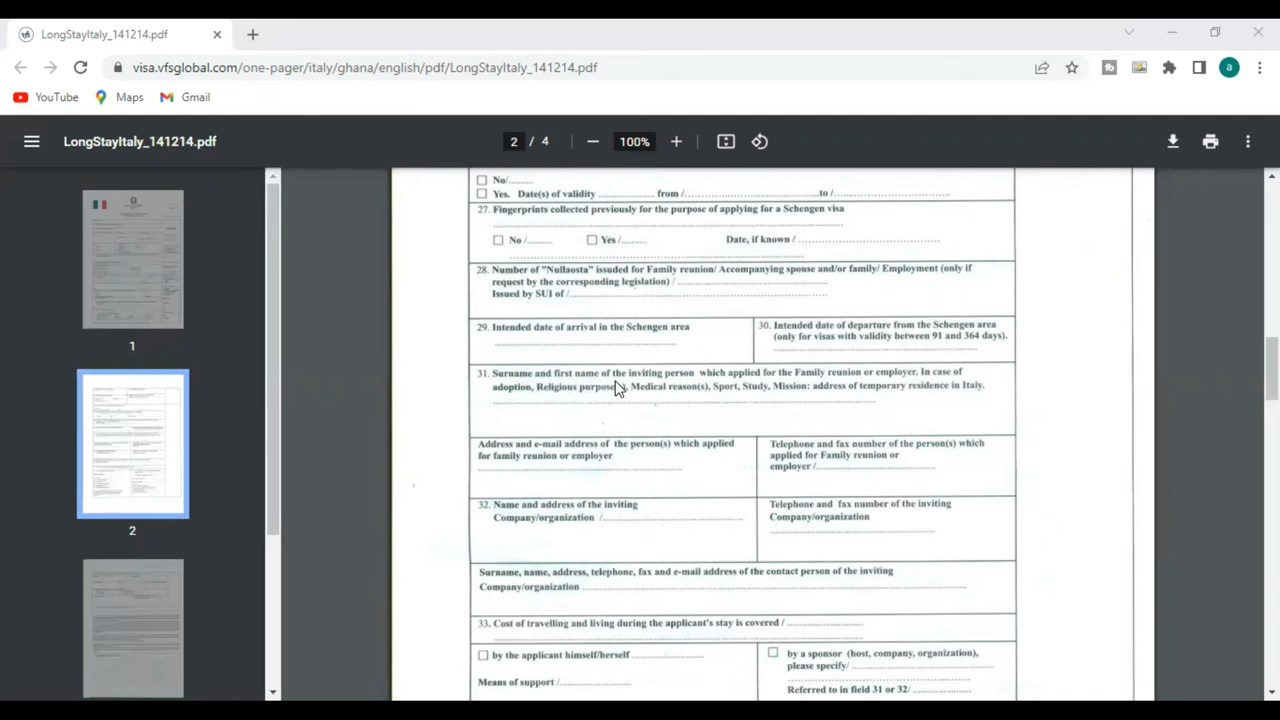 LongStayItaly_141214.pdf
visa.vfsglobal.com/one-pager/italy/ghana/english/pdf/LongStayItaly_141214.pdf
a
YouTube Maps Gmail
LongStayItaly_141214.pdf 2 / 4 100%
1
2
No/.........
Yes. Date(s) of validity .................. from /............................................to /......................................
27. Fingerprints collected previously for the purpose of applying for a Schengen visa
No /......... Yes /......... Date, if known / ...............................................
28. Number of "Nullaosta" issuded for Family reunion/ Accompanying spouse and/or family/ Employment (only if
request by the corresponding legislation) / ...............................................
Issued by SUI of /...............................................
29. Intended date of arrival in the Schengen area
30. Intended date of departure from the Schengen area
(only for visas with validity between 91 and 364 days).
31. Surname and first name of the inviting person which applied for the Family reunion or employer. In case of
adoption, Religious purpose , Medical reason(s), Sport, Study, Mission: address of temporary residence in Italy.
Address and e-mail address of the person(s) which applied
for family reunion or employer
Telephone and fax number of the person(s) which
applied for Family reunion or
employer /...............................................
32. Name and address of the inviting
Company/organization /...............................................
Telephone and fax number of the inviting
Company/organization
Surname, name, address, telephone, fax and e-mail address of the contact person of the inviting
Company/organization ...............................................
33. Cost of travelling and living during the applicant's stay is covered / .........................
by the applicant himself/herself .........................
Means of support /.........................
by a sponsor (host, company, organization),
please specify/ ...............................................
Referred to in field 31 or 32/ ...................